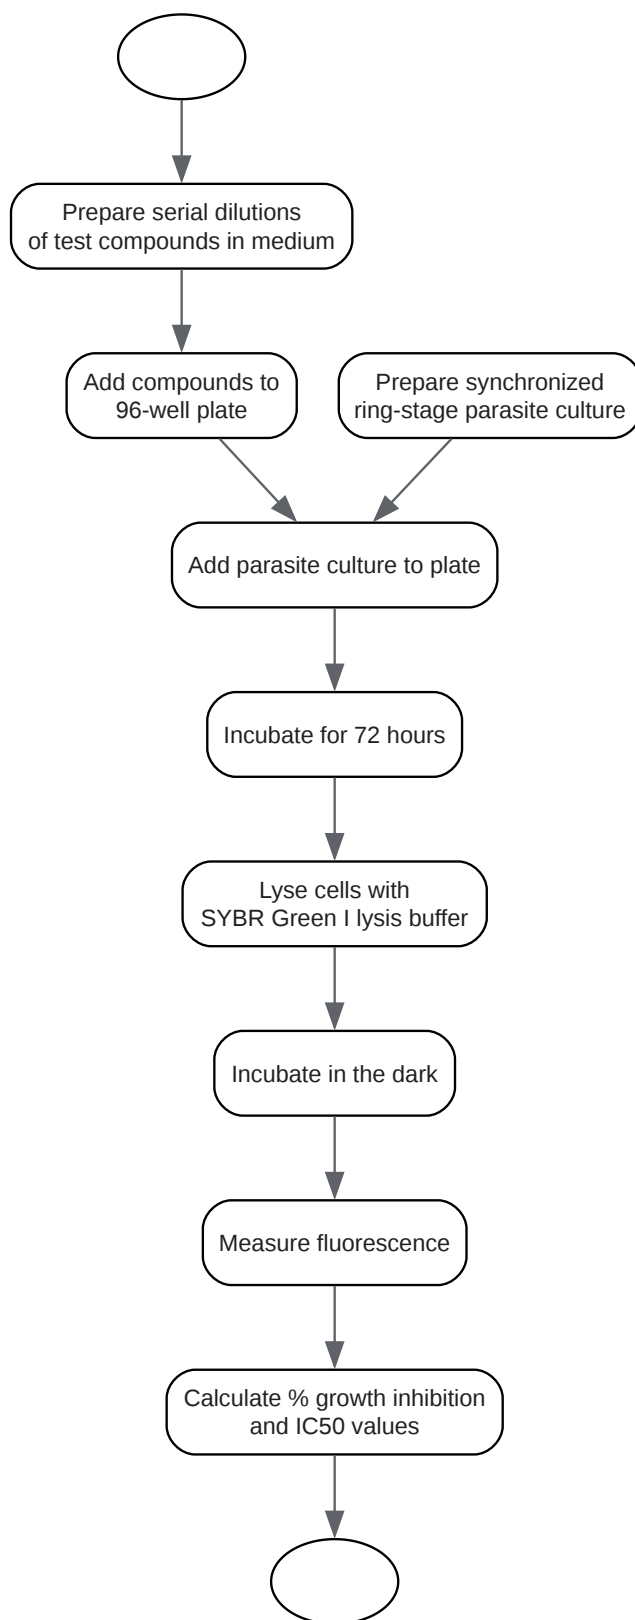 Prepare serial dilutions
of test compounds in medium
Add compounds to
96-well plate
Prepare synchronized
ring-stage parasite culture
Add parasite culture to plate
Incubate for 72 hours
Lyse cells with
SYBR Green I lysis buffer
Incubate in the dark
Measure fluorescence
Calculate % growth inhibition
and IC50 values